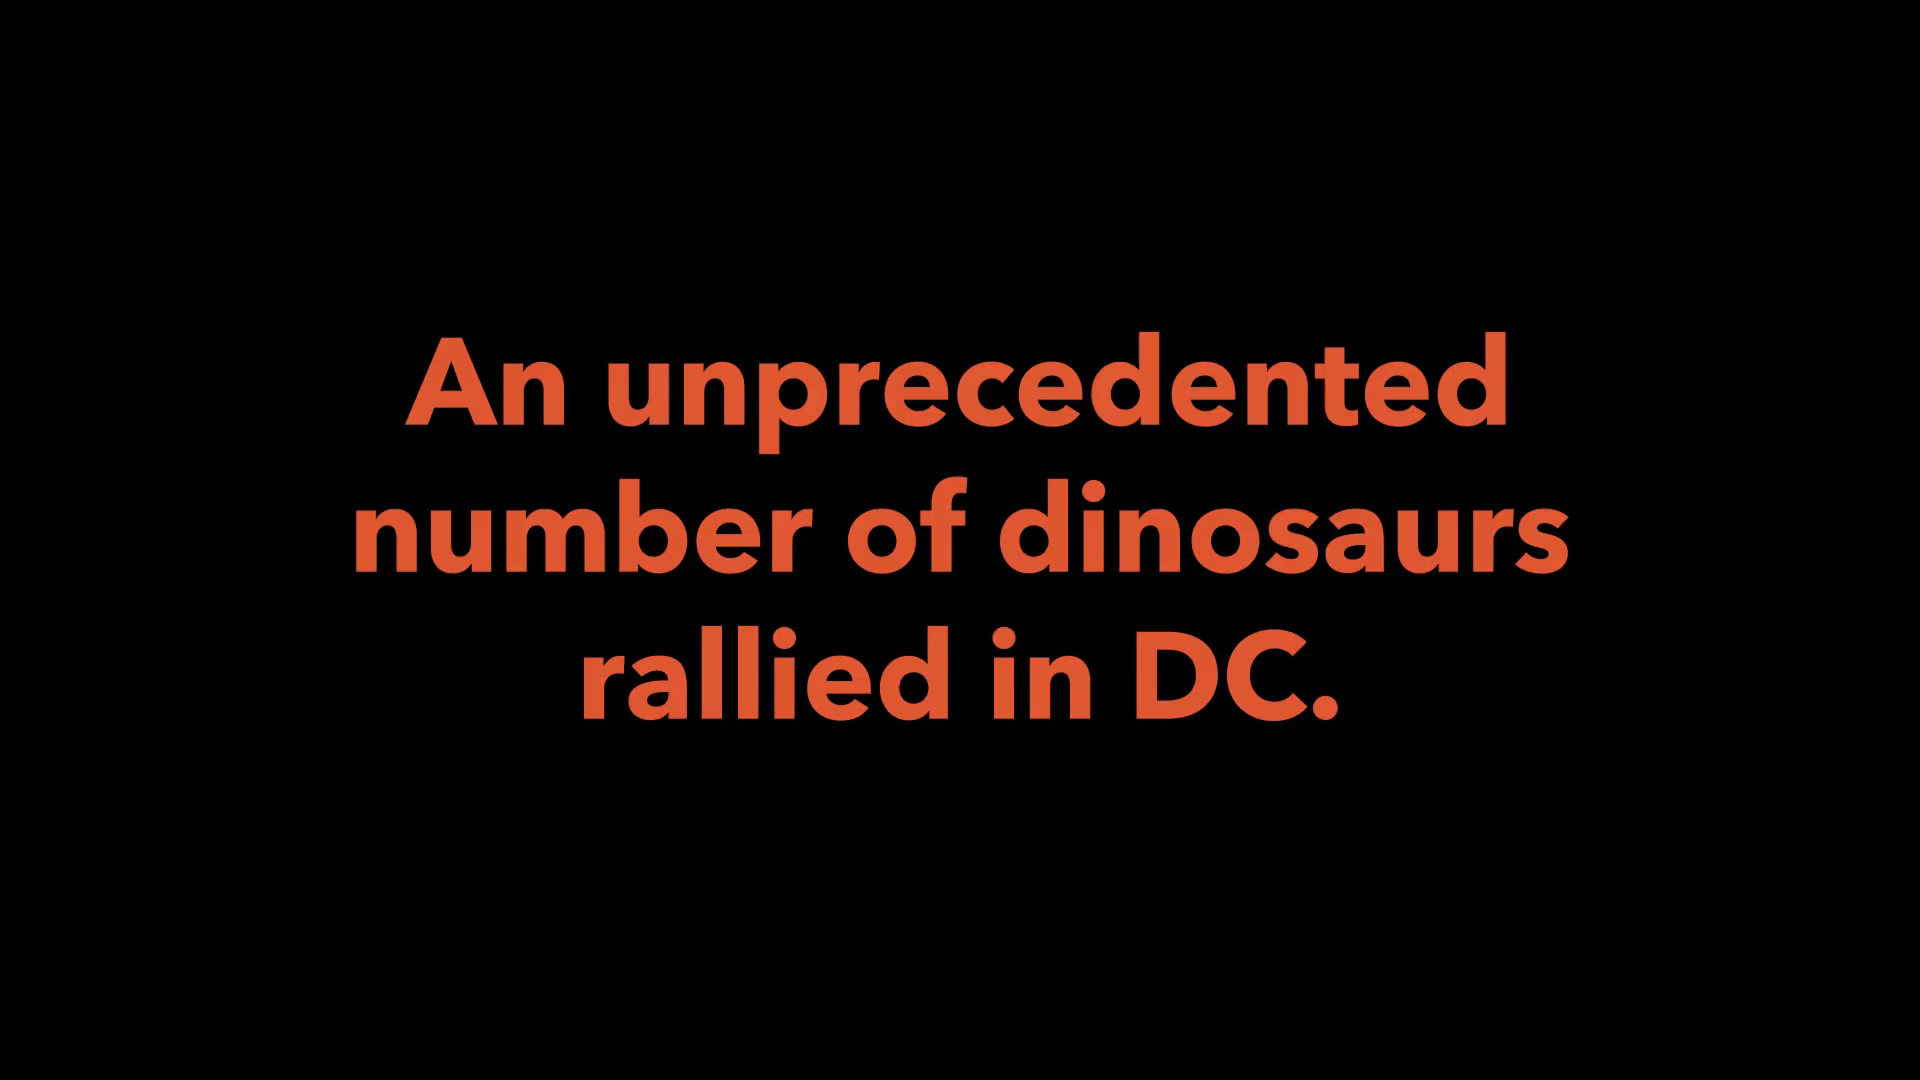 An unprecedented
number of dinosaurs
rallied in DC.